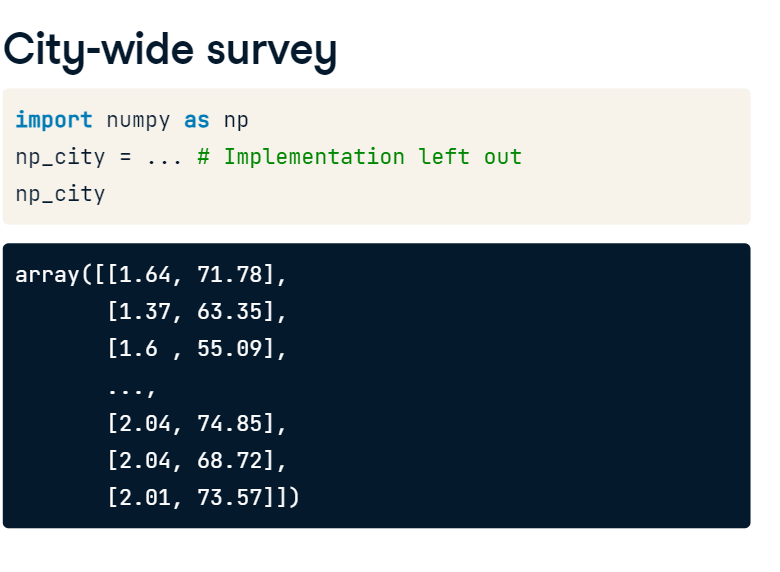 City-wide survey
import numpy as np
np_city = ... # Implementation left out
np_city
array([[1.64, 71.78],
       [1.37, 63.35],
       [1.6 , 55.09],
       ...,
       [2.04, 74.85],
       [2.04, 68.72],
       [2.01, 73.57]])